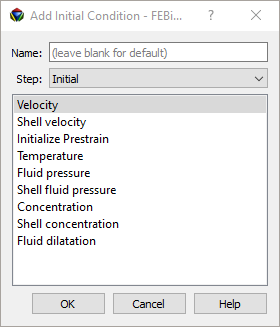 Add Initial Condition - FEBi... ?
Name: (leave blank for default)
Step: Initial
Velocity
Shell velocity
Initialize Prestrain
Temperature
Fluid pressure
Shell fluid pressure
Concentration
Shell concentration
Fluid dilatation
OK Cancel Help